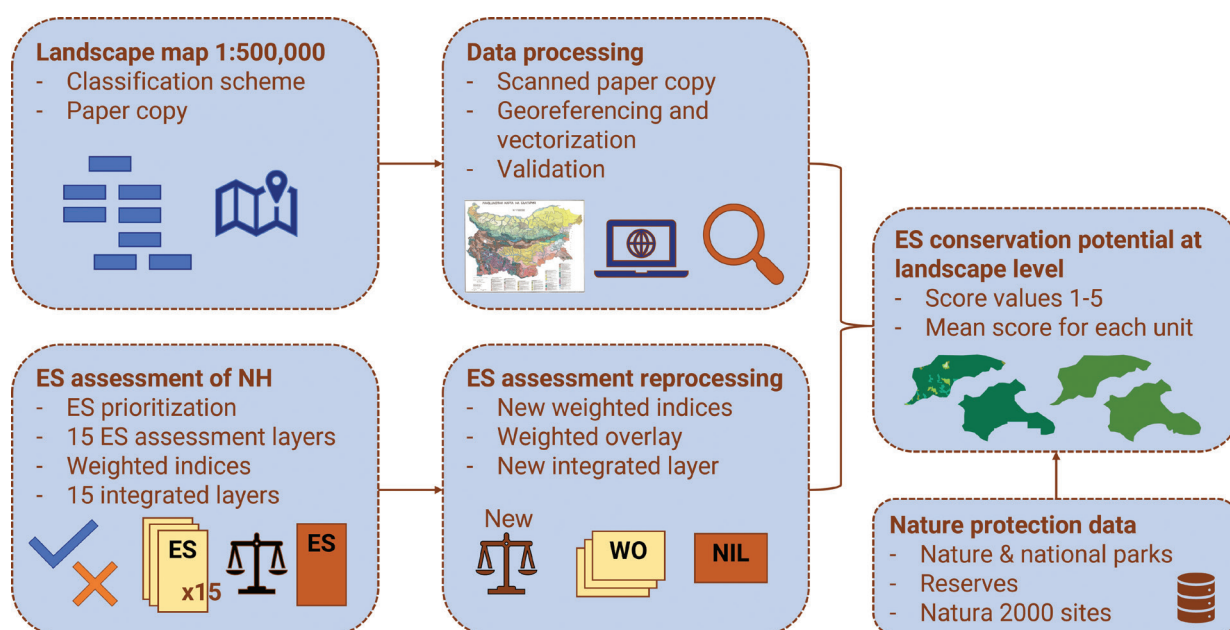 Landscape map 1:500,000
- Classification scheme
- Paper copy
Data processing
- Scanned paper copy
- Georeferencing and
vectorization
- Validation
ES conservation potential at
landscape level
- Score values 1-5
- Mean score for each unit
ES assessment of NH
- ES prioritization
- 15 ES assessment layers
- Weighted indices
- 15 integrated layers
ES
x15
ES
ES assessment reprocessing
- New weighted indices
- Weighted overlay
- New integrated layer
New
WO
NIL
Nature protection data
- Nature & national parks
- Reserves
- Natura 2000 sites